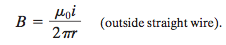 B = μ₀i / 2πr (outside straight wire).